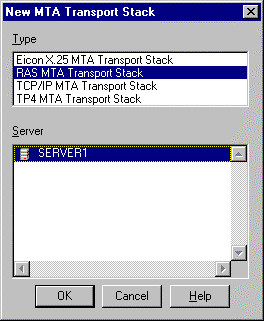 New MTA Transport Stack
Type
Eicon X.25 MTA Transport Stack
RAS MTA Transport Stack
TCP/IP MTA Transport Stack
TP4 MTA Transport Stack
Server
SERVER1
OK Cancel Help